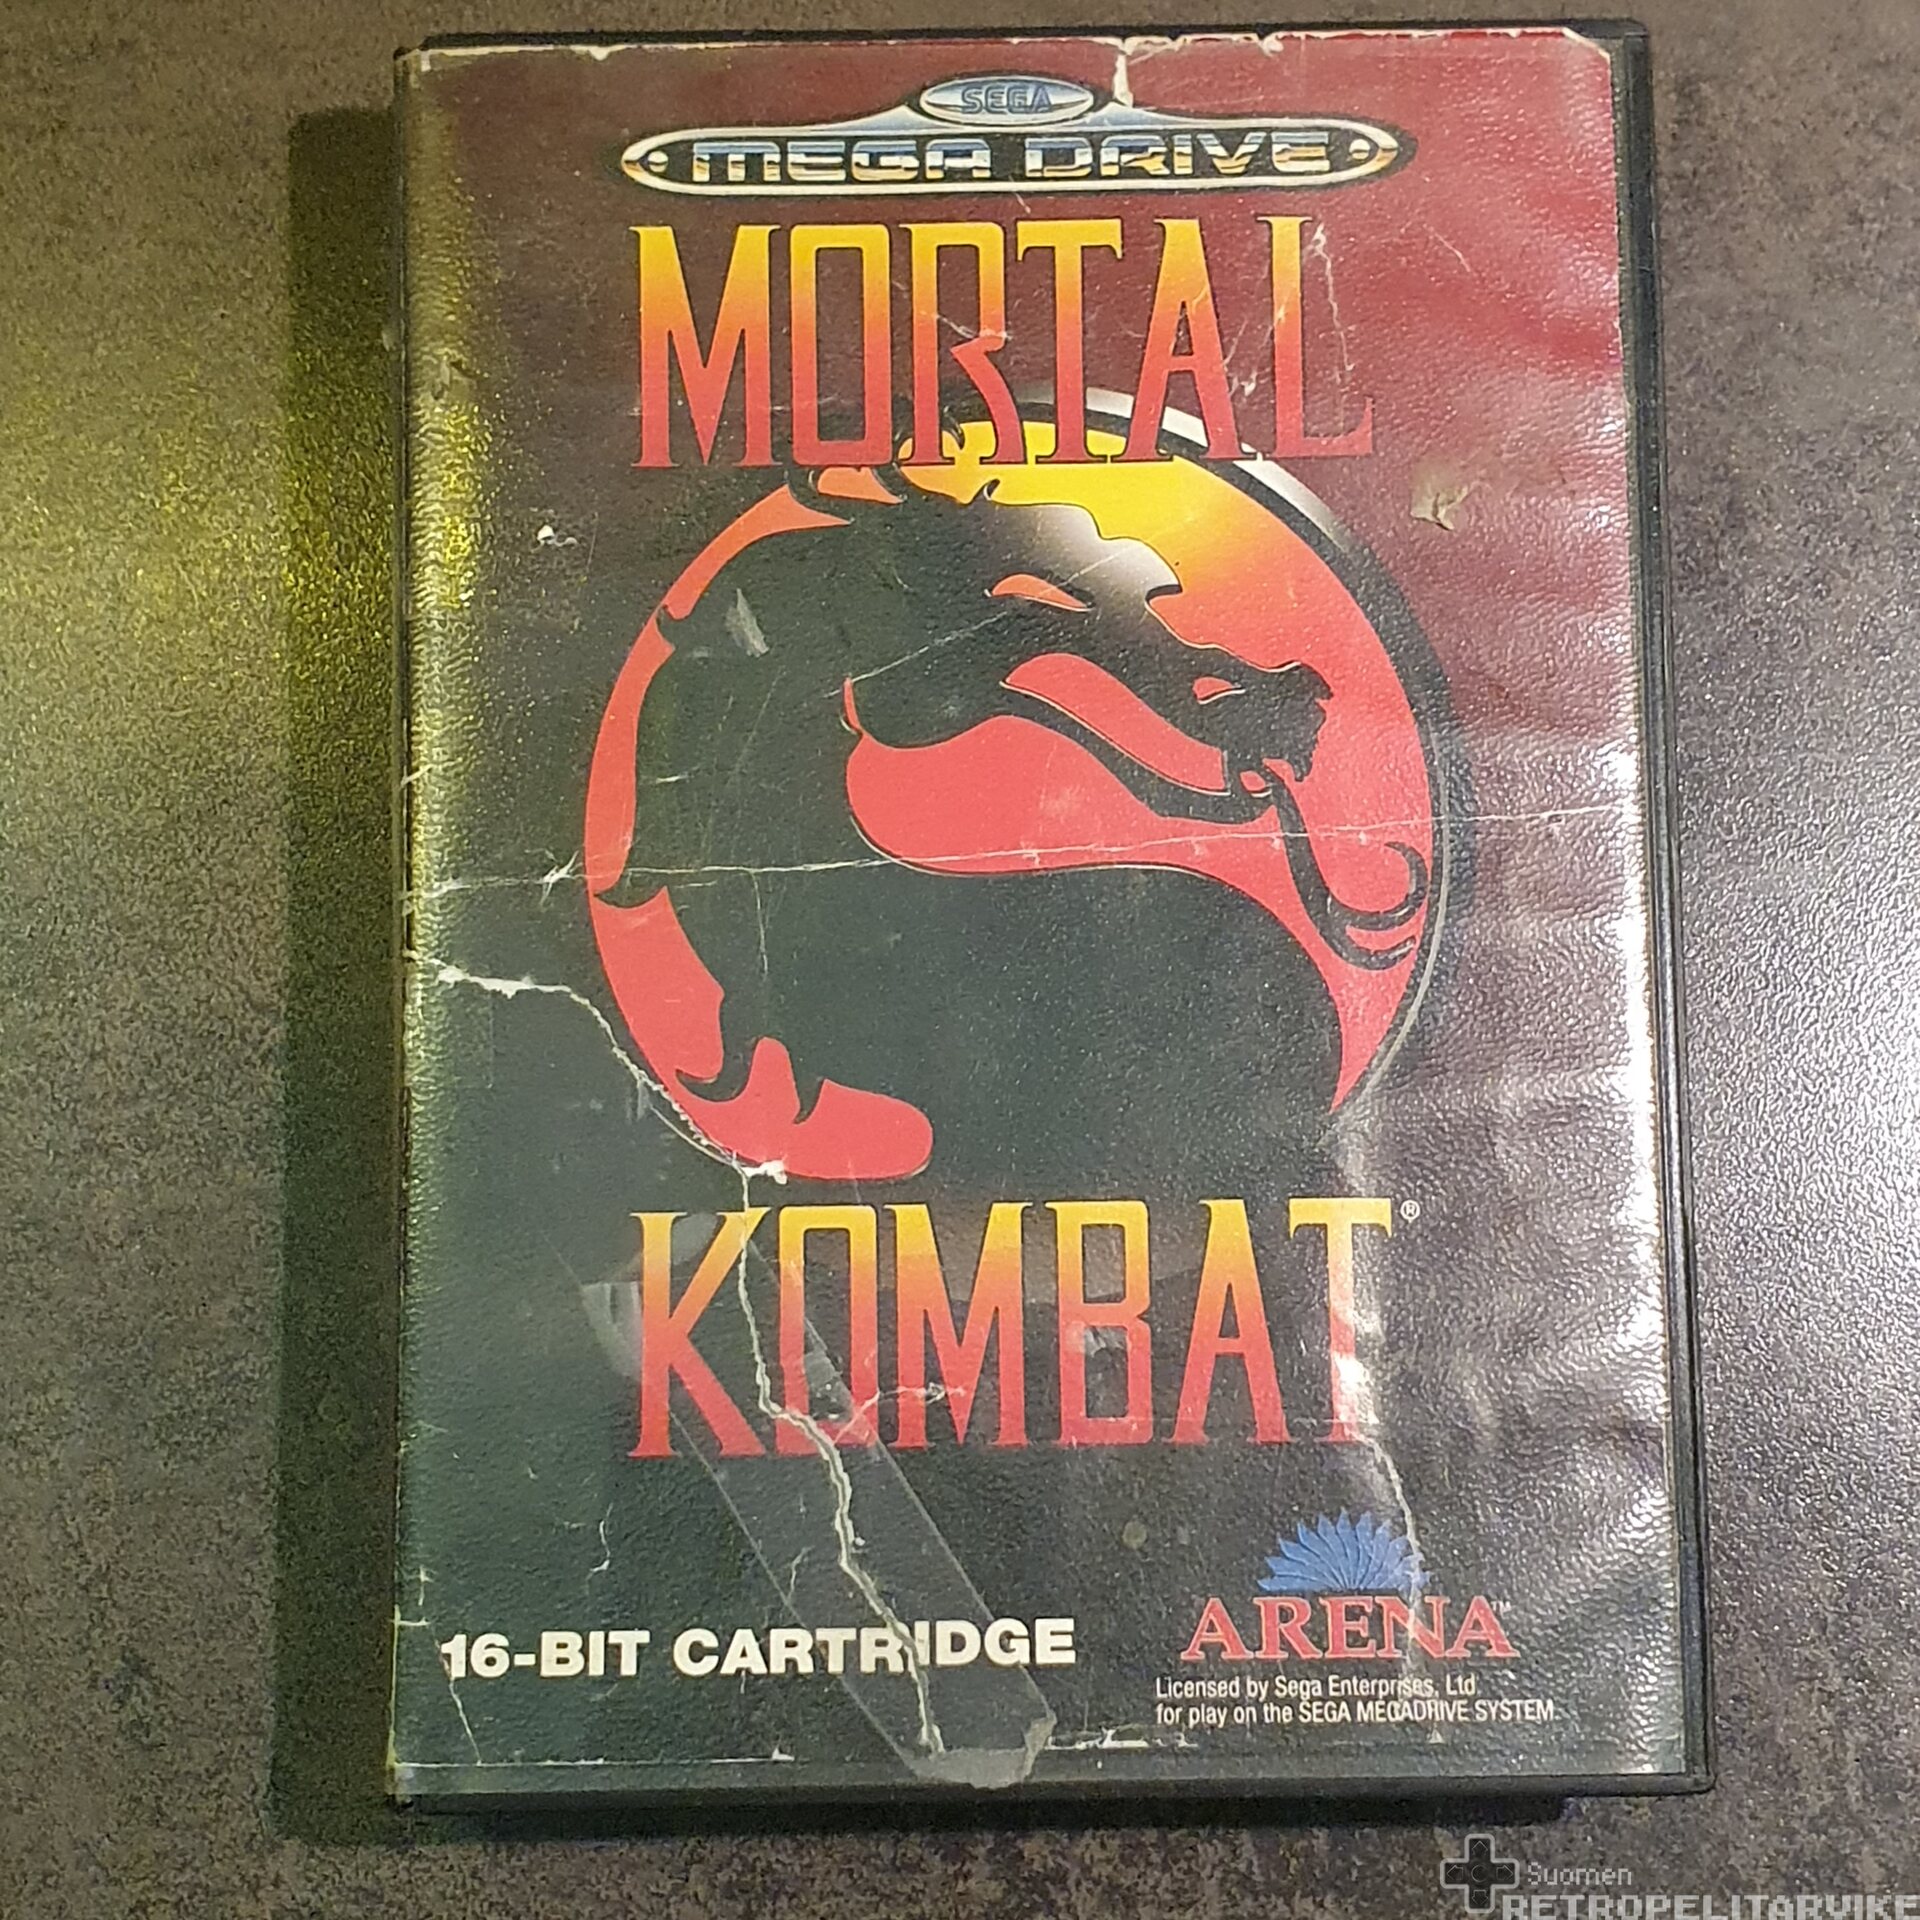 SEGA
MEGA DRIVE
MORTAL
KOMBAT®
ARENA™
16-BIT CARTRIDGE
Licensed by Sega Enterprises, Ltd
for play on the SEGA MEGADRIVE SYSTEM.
Suomen
RETROPELITARVIKE